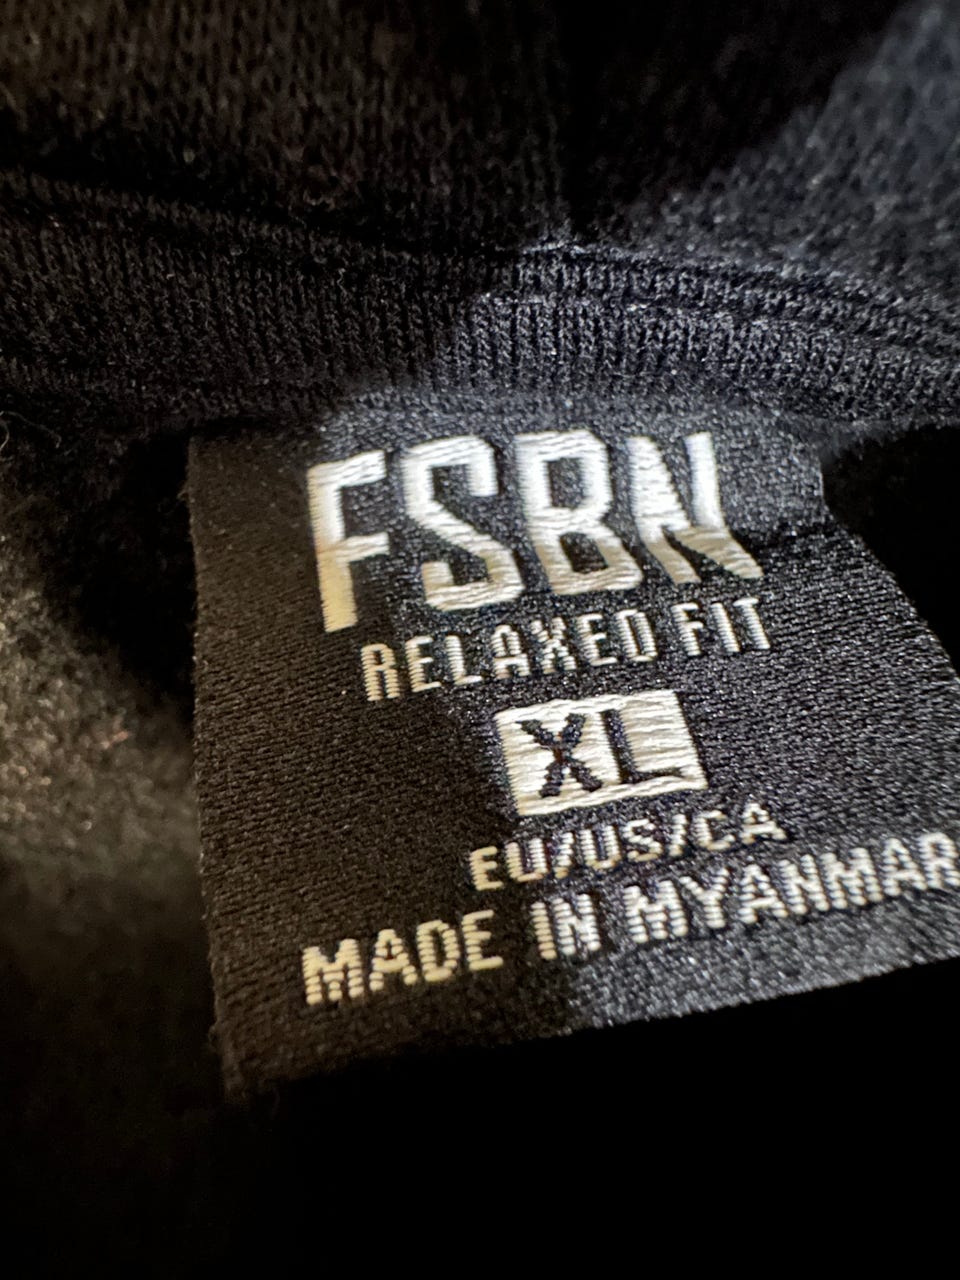 FSBN
RELAXED FIT
XL
EU/US/CA
MADE IN MYANMAR